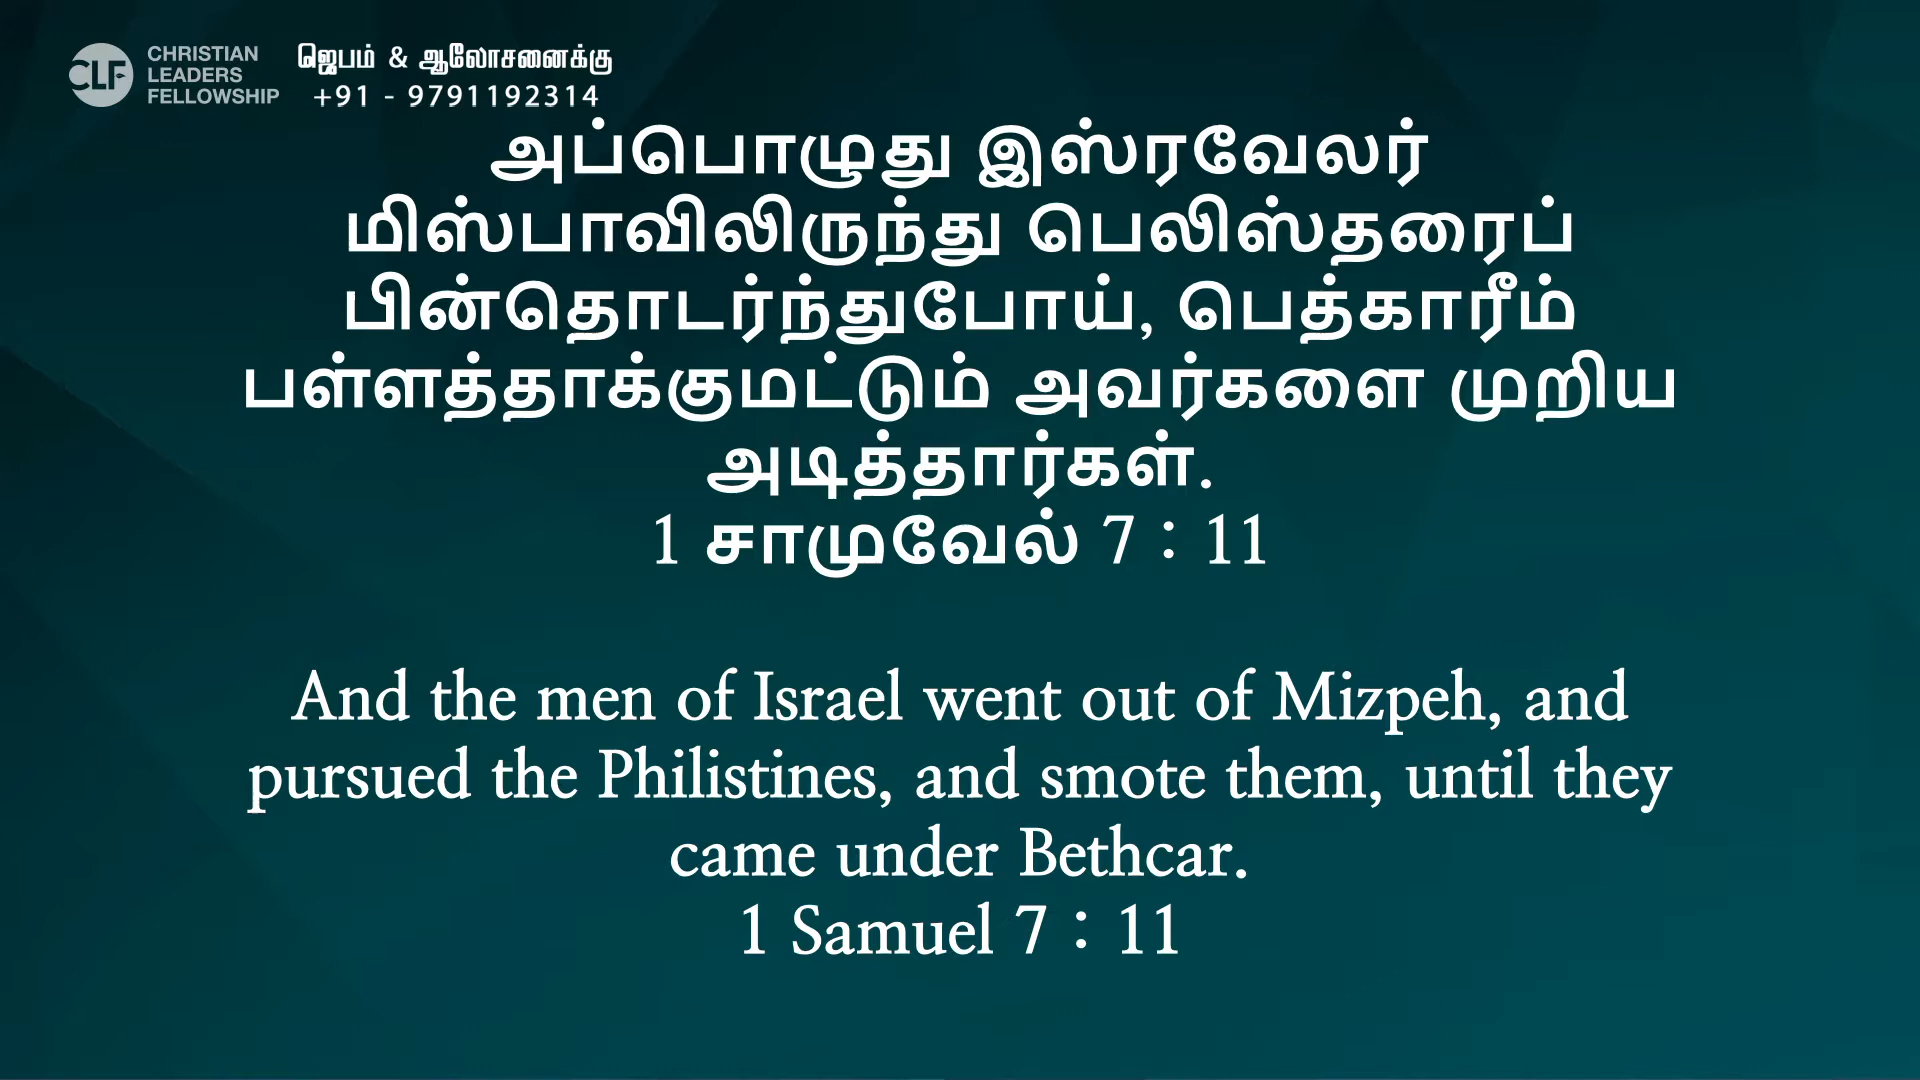 CLF
CHRISTIAN
LEADERS
FELLOWSHIP
ஜெபம் & ஆலோசனைக்கு
+91 - 9791192314
அப்பொழுது இஸ்ரவேலர்
மிஸ்பாவிலிருந்து பெலிஸ்தரைப்
பின்தொடர்ந்துபோய், பெத்காரீம்
பள்ளத்தாக்குமட்டும் அவர்களை முறிய
அடித்தார்கள்.
1 சாமுவேல் 7 : 11
And the men of Israel went out of Mizpeh, and
pursued the Philistines, and smote them, until they
came under Bethcar.
1 Samuel 7 : 11